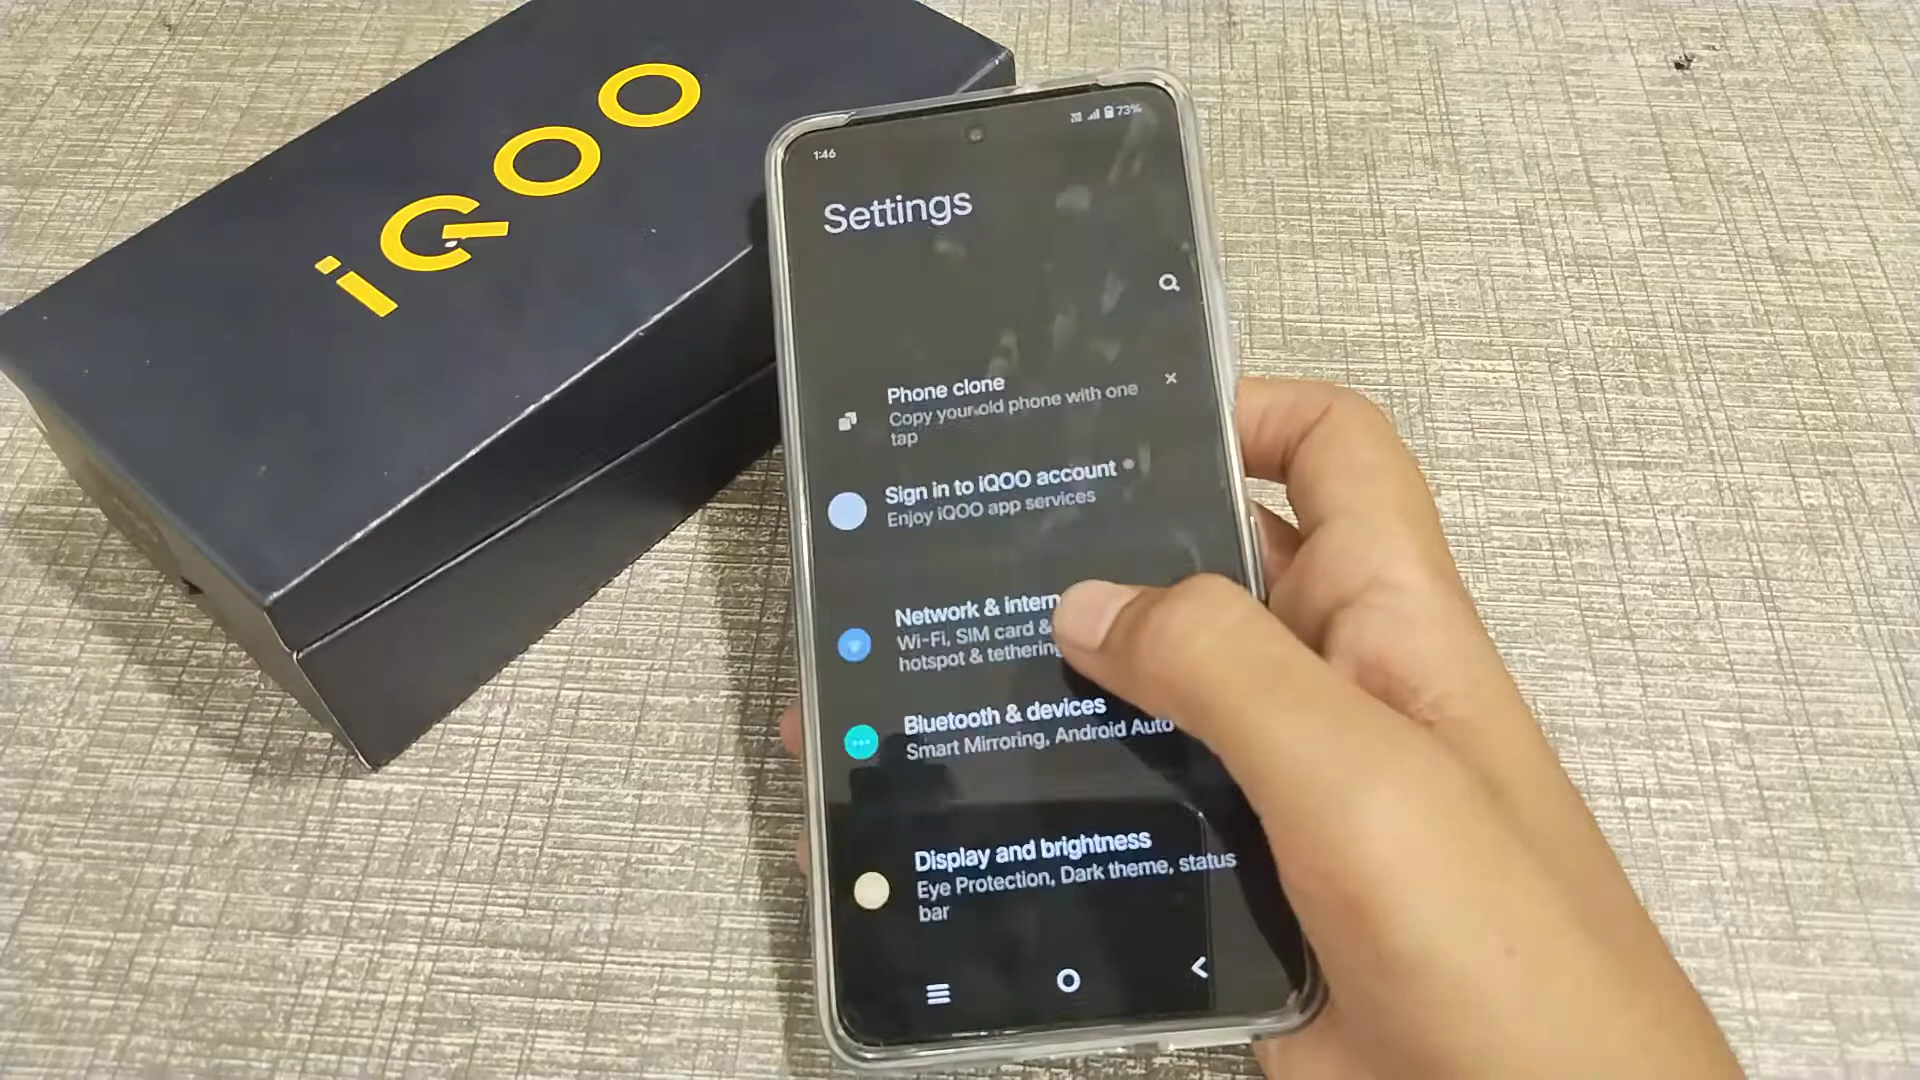 iQOO
1:46
73%
Settings
Phone clone
Copy your old phone with one
tap
Sign in to iQOO account
Enjoy iQOO app services
Network & intern
Wi-Fi, SIM card &
hotspot & tethering
Bluetooth & devices
Smart Mirroring, Android Auto
Display and brightness
Eye Protection, Dark theme, status
bar